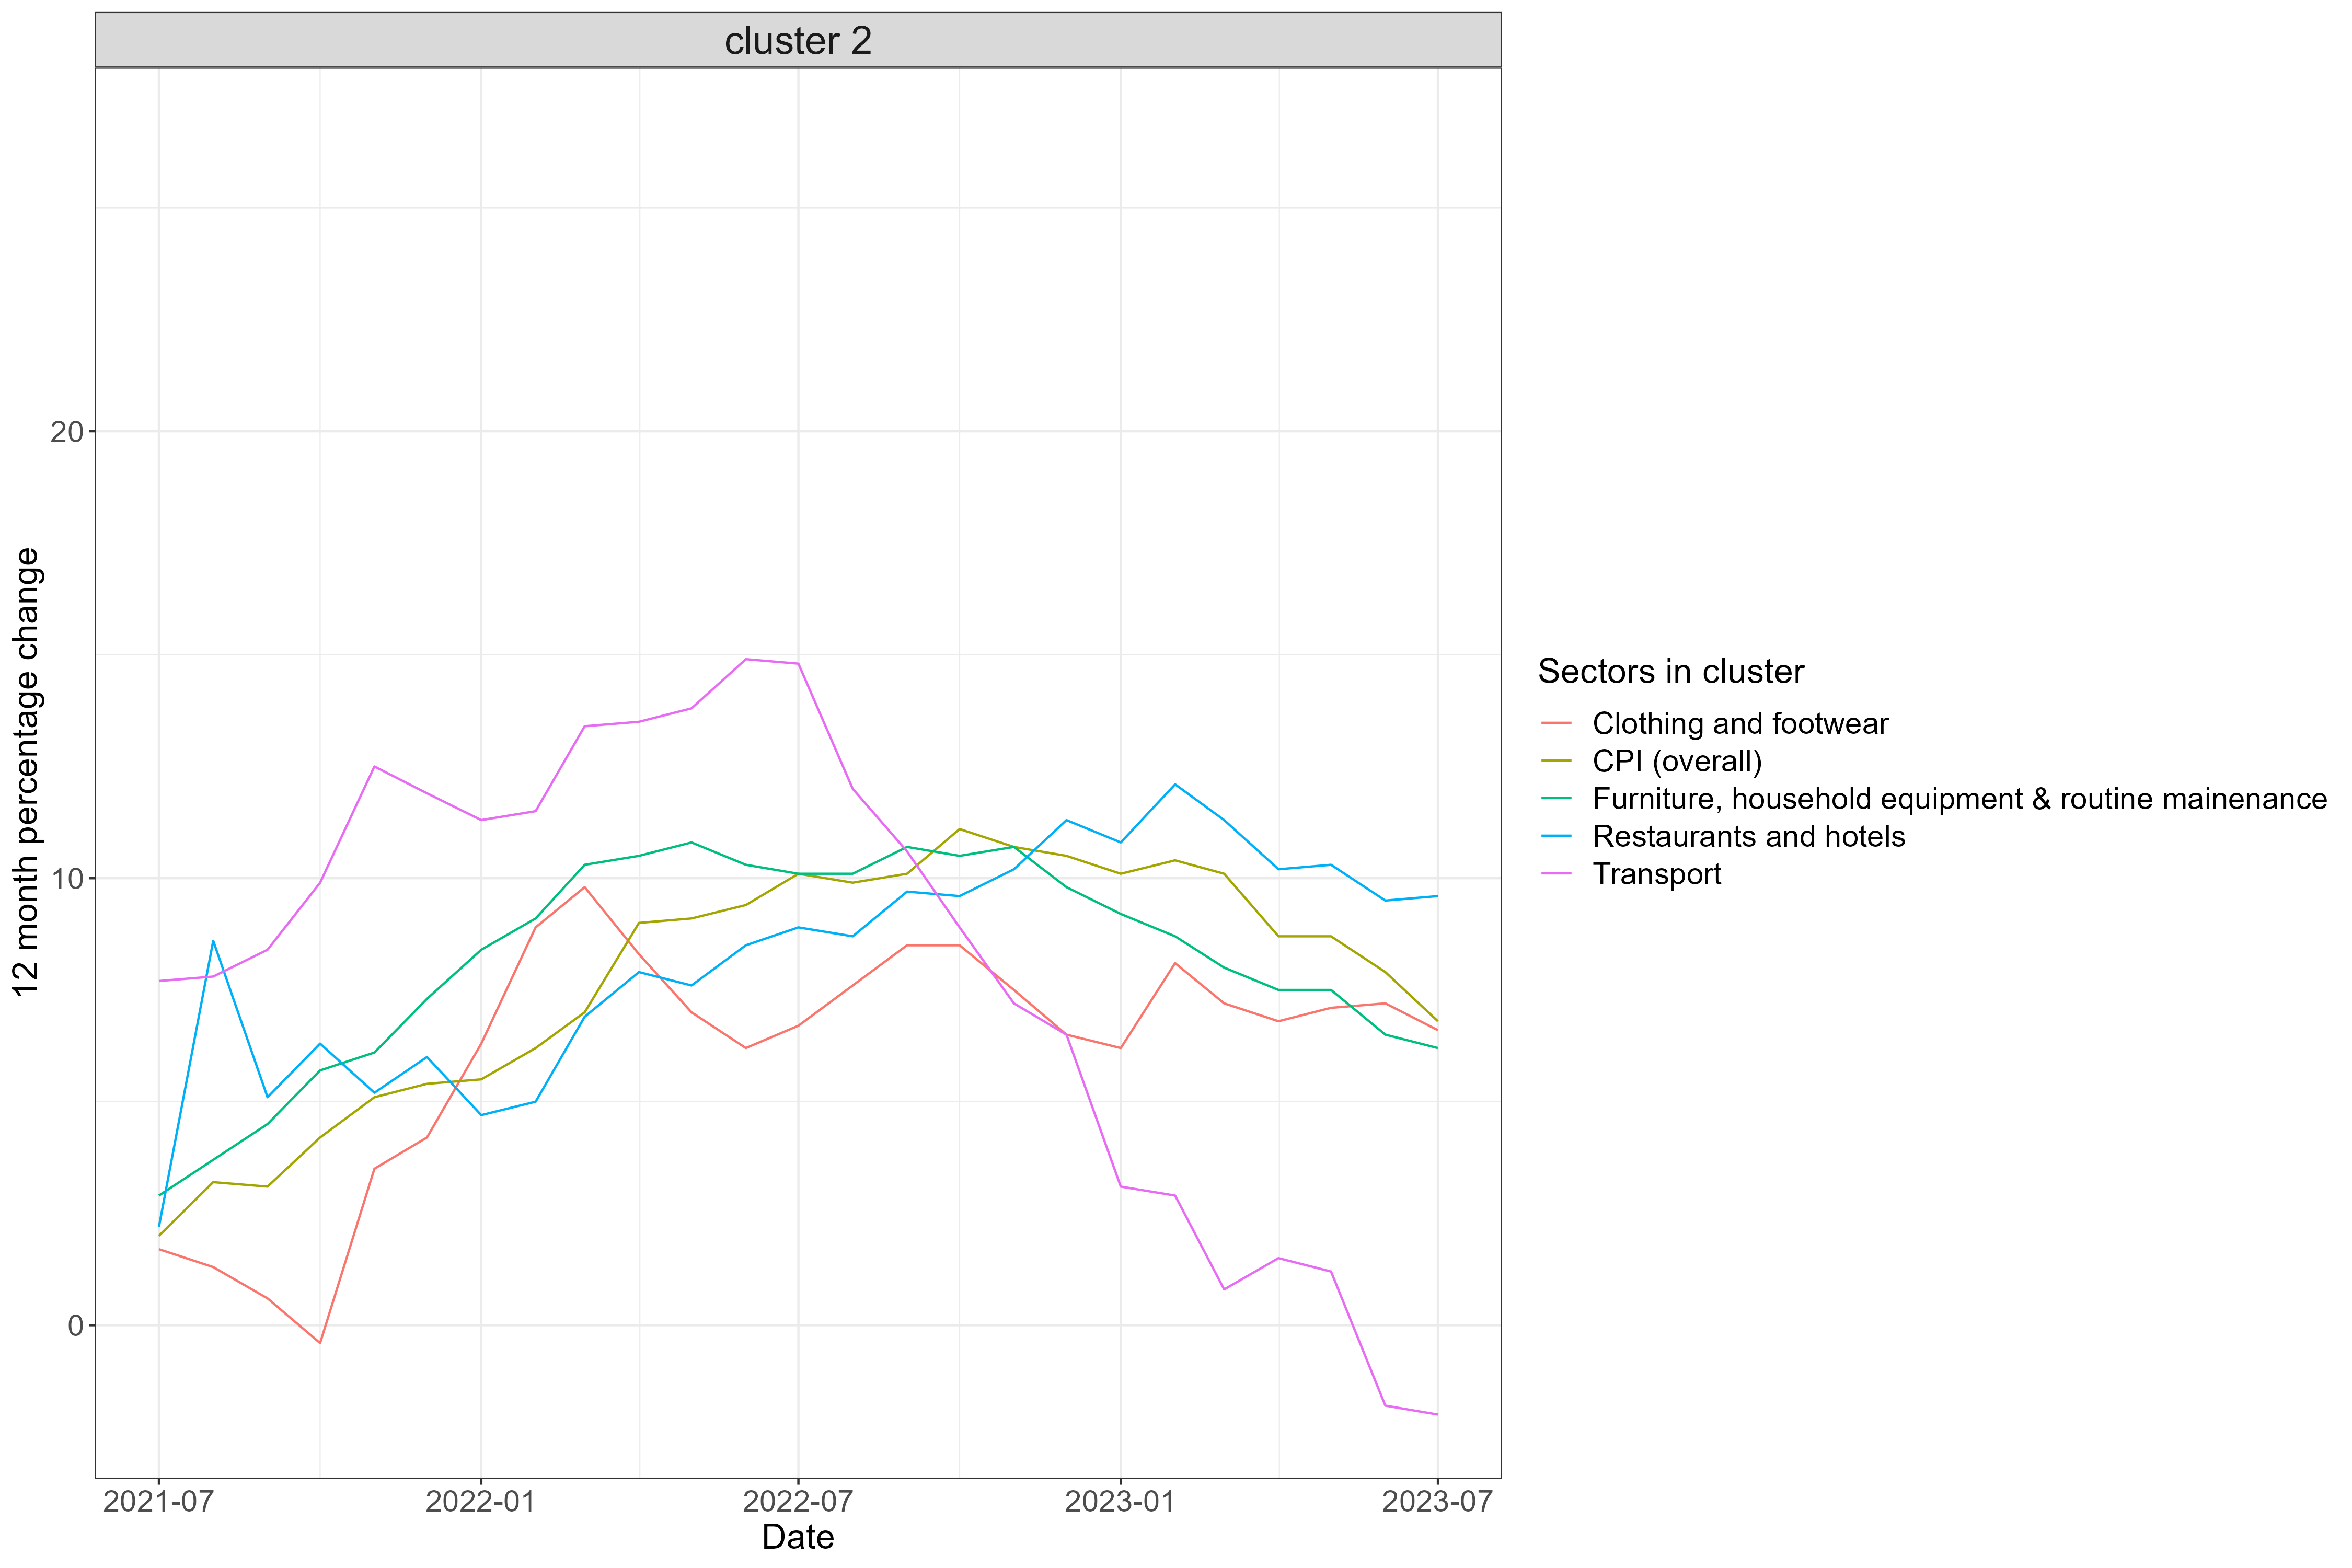 cluster 2
12 month percentage change
20
10
0
2021-07
2022-01
2022-07
2023-01
2023-07
Date
Sectors in cluster
Clothing and footwear
CPI (overall)
Furniture, household equipment & routine mainenance
Restaurants and hotels
Transport